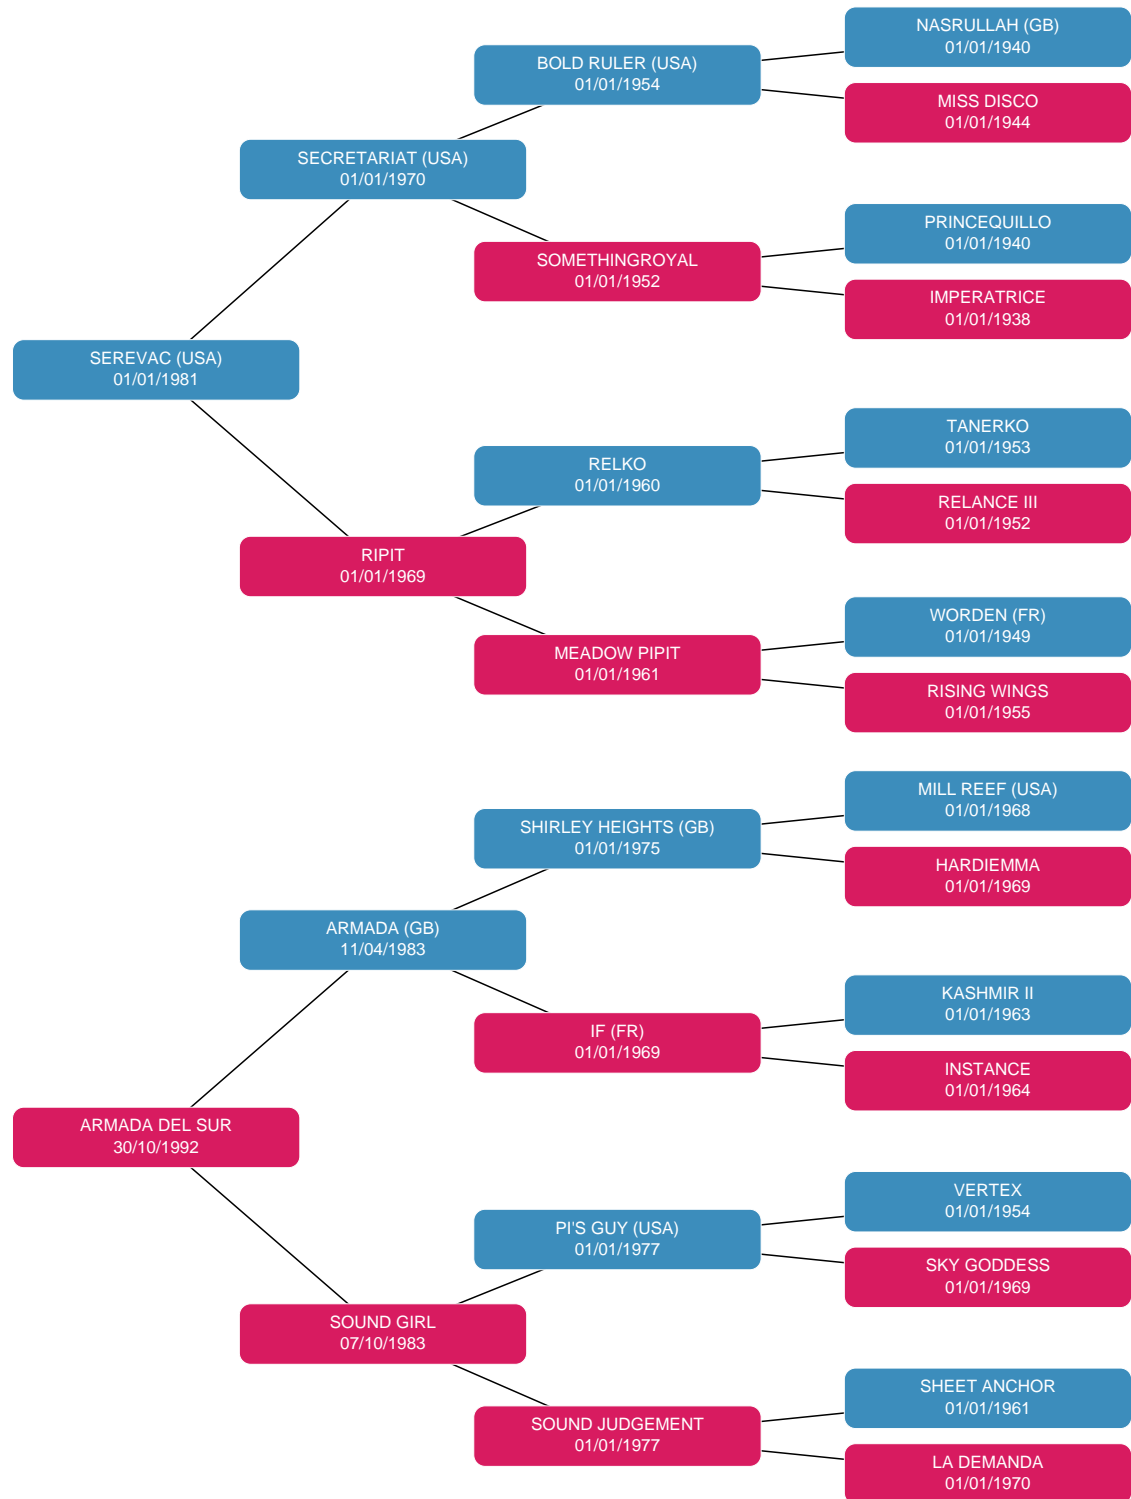 NASRULLAH (GB)
01/01/1940
BOLD RULER (USA)
01/01/1954
MISS DISCO
01/01/1944
SECRETARIAT (USA)
01/01/1970
PRINCEQUILLO
01/01/1940
SOMETHINGROYAL
01/01/1952
IMPERATRICE
01/01/1938
SEREVAC (USA)
01/01/1981
TANERKO
01/01/1953
RELKO
01/01/1960
RELANCE III
01/01/1952
RIPIT
01/01/1969
WORDEN (FR)
01/01/1949
MEADOW PIPIT
01/01/1961
RISING WINGS
01/01/1955
MILL REEF (USA)
01/01/1968
SHIRLEY HEIGHTS (GB)
01/01/1975
HARDIEMMA
01/01/1969
ARMADA (GB)
11/04/1983
KASHMIR II
01/01/1963
IF (FR)
01/01/1969
INSTANCE
01/01/1964
ARMADA DEL SUR
30/10/1992
VERTEX
01/01/1954
PI'S GUY (USA)
01/01/1977
SKY GODDESS
01/01/1969
SOUND GIRL
07/10/1983
SHEET ANCHOR
01/01/1961
SOUND JUDGEMENT
01/01/1977
LA DEMANDA
01/01/1970